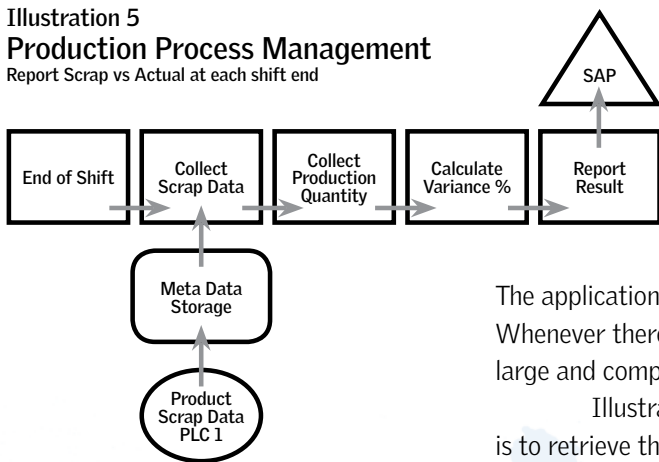 Illustration 5
Production Process Management
Report Scrap vs Actual at each shift end
SAP
End of Shift
Collect
Scrap Data
Collect
Production
Quantity
Calculate
Variance %
Report
Result
Meta Data
Storage
Product
Scrap Data
PLC 1
The application
Whenever there
large and comp
Illustra
is to retrieve th